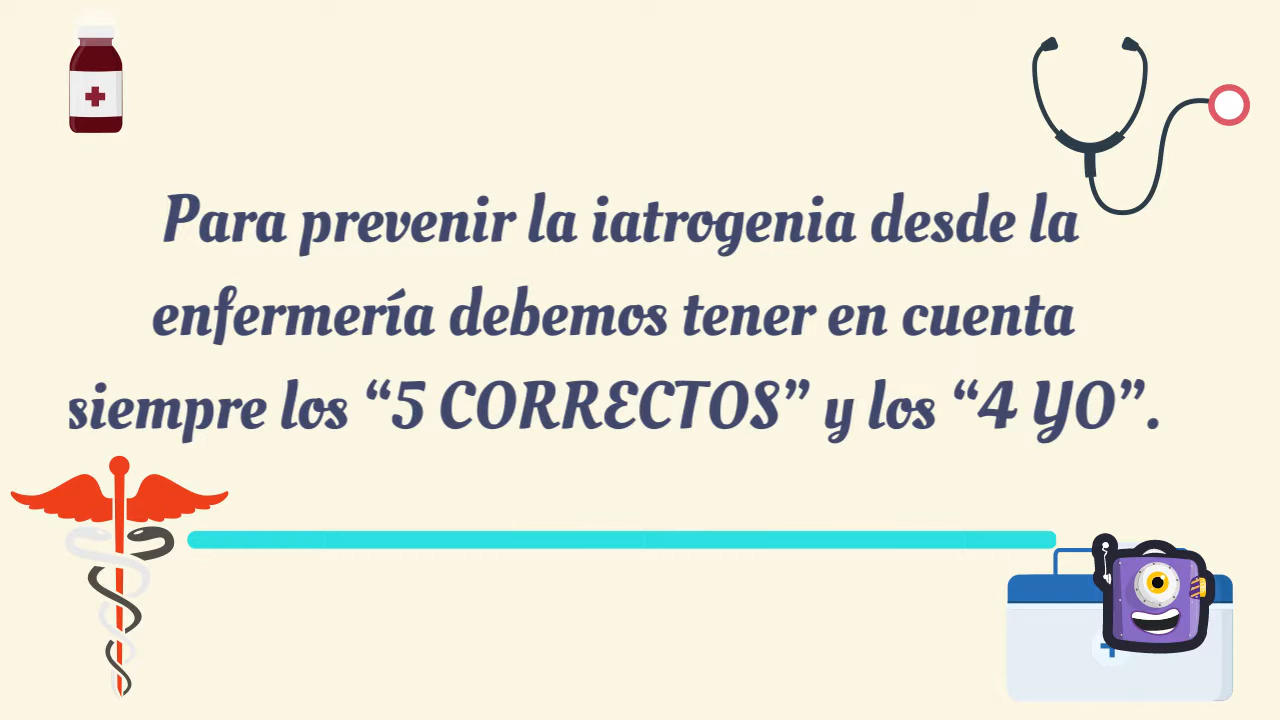 Para prevenir la iatrogenia desde la
enfermería debemos tener en cuenta
siempre los “5 CORRECTOS” y los “4 YO”.